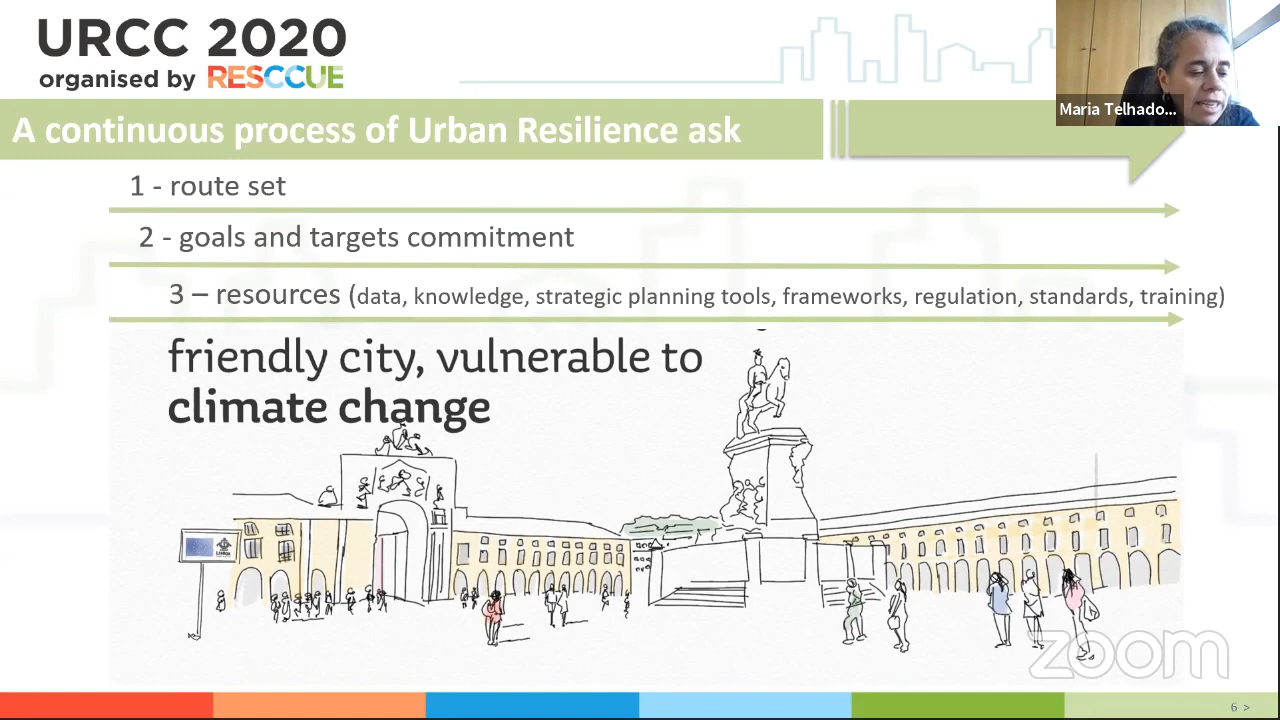 URCC 2020
organised by RESCCUE
Maria Telhado...
A continuous process of Urban Resilience ask
1 - route set
2 - goals and targets commitment
3 – resources (data, knowledge, strategic planning tools, frameworks, regulation, standards, training)
friendly city, vulnerable to
climate change
LISBOA
zoom
6 >